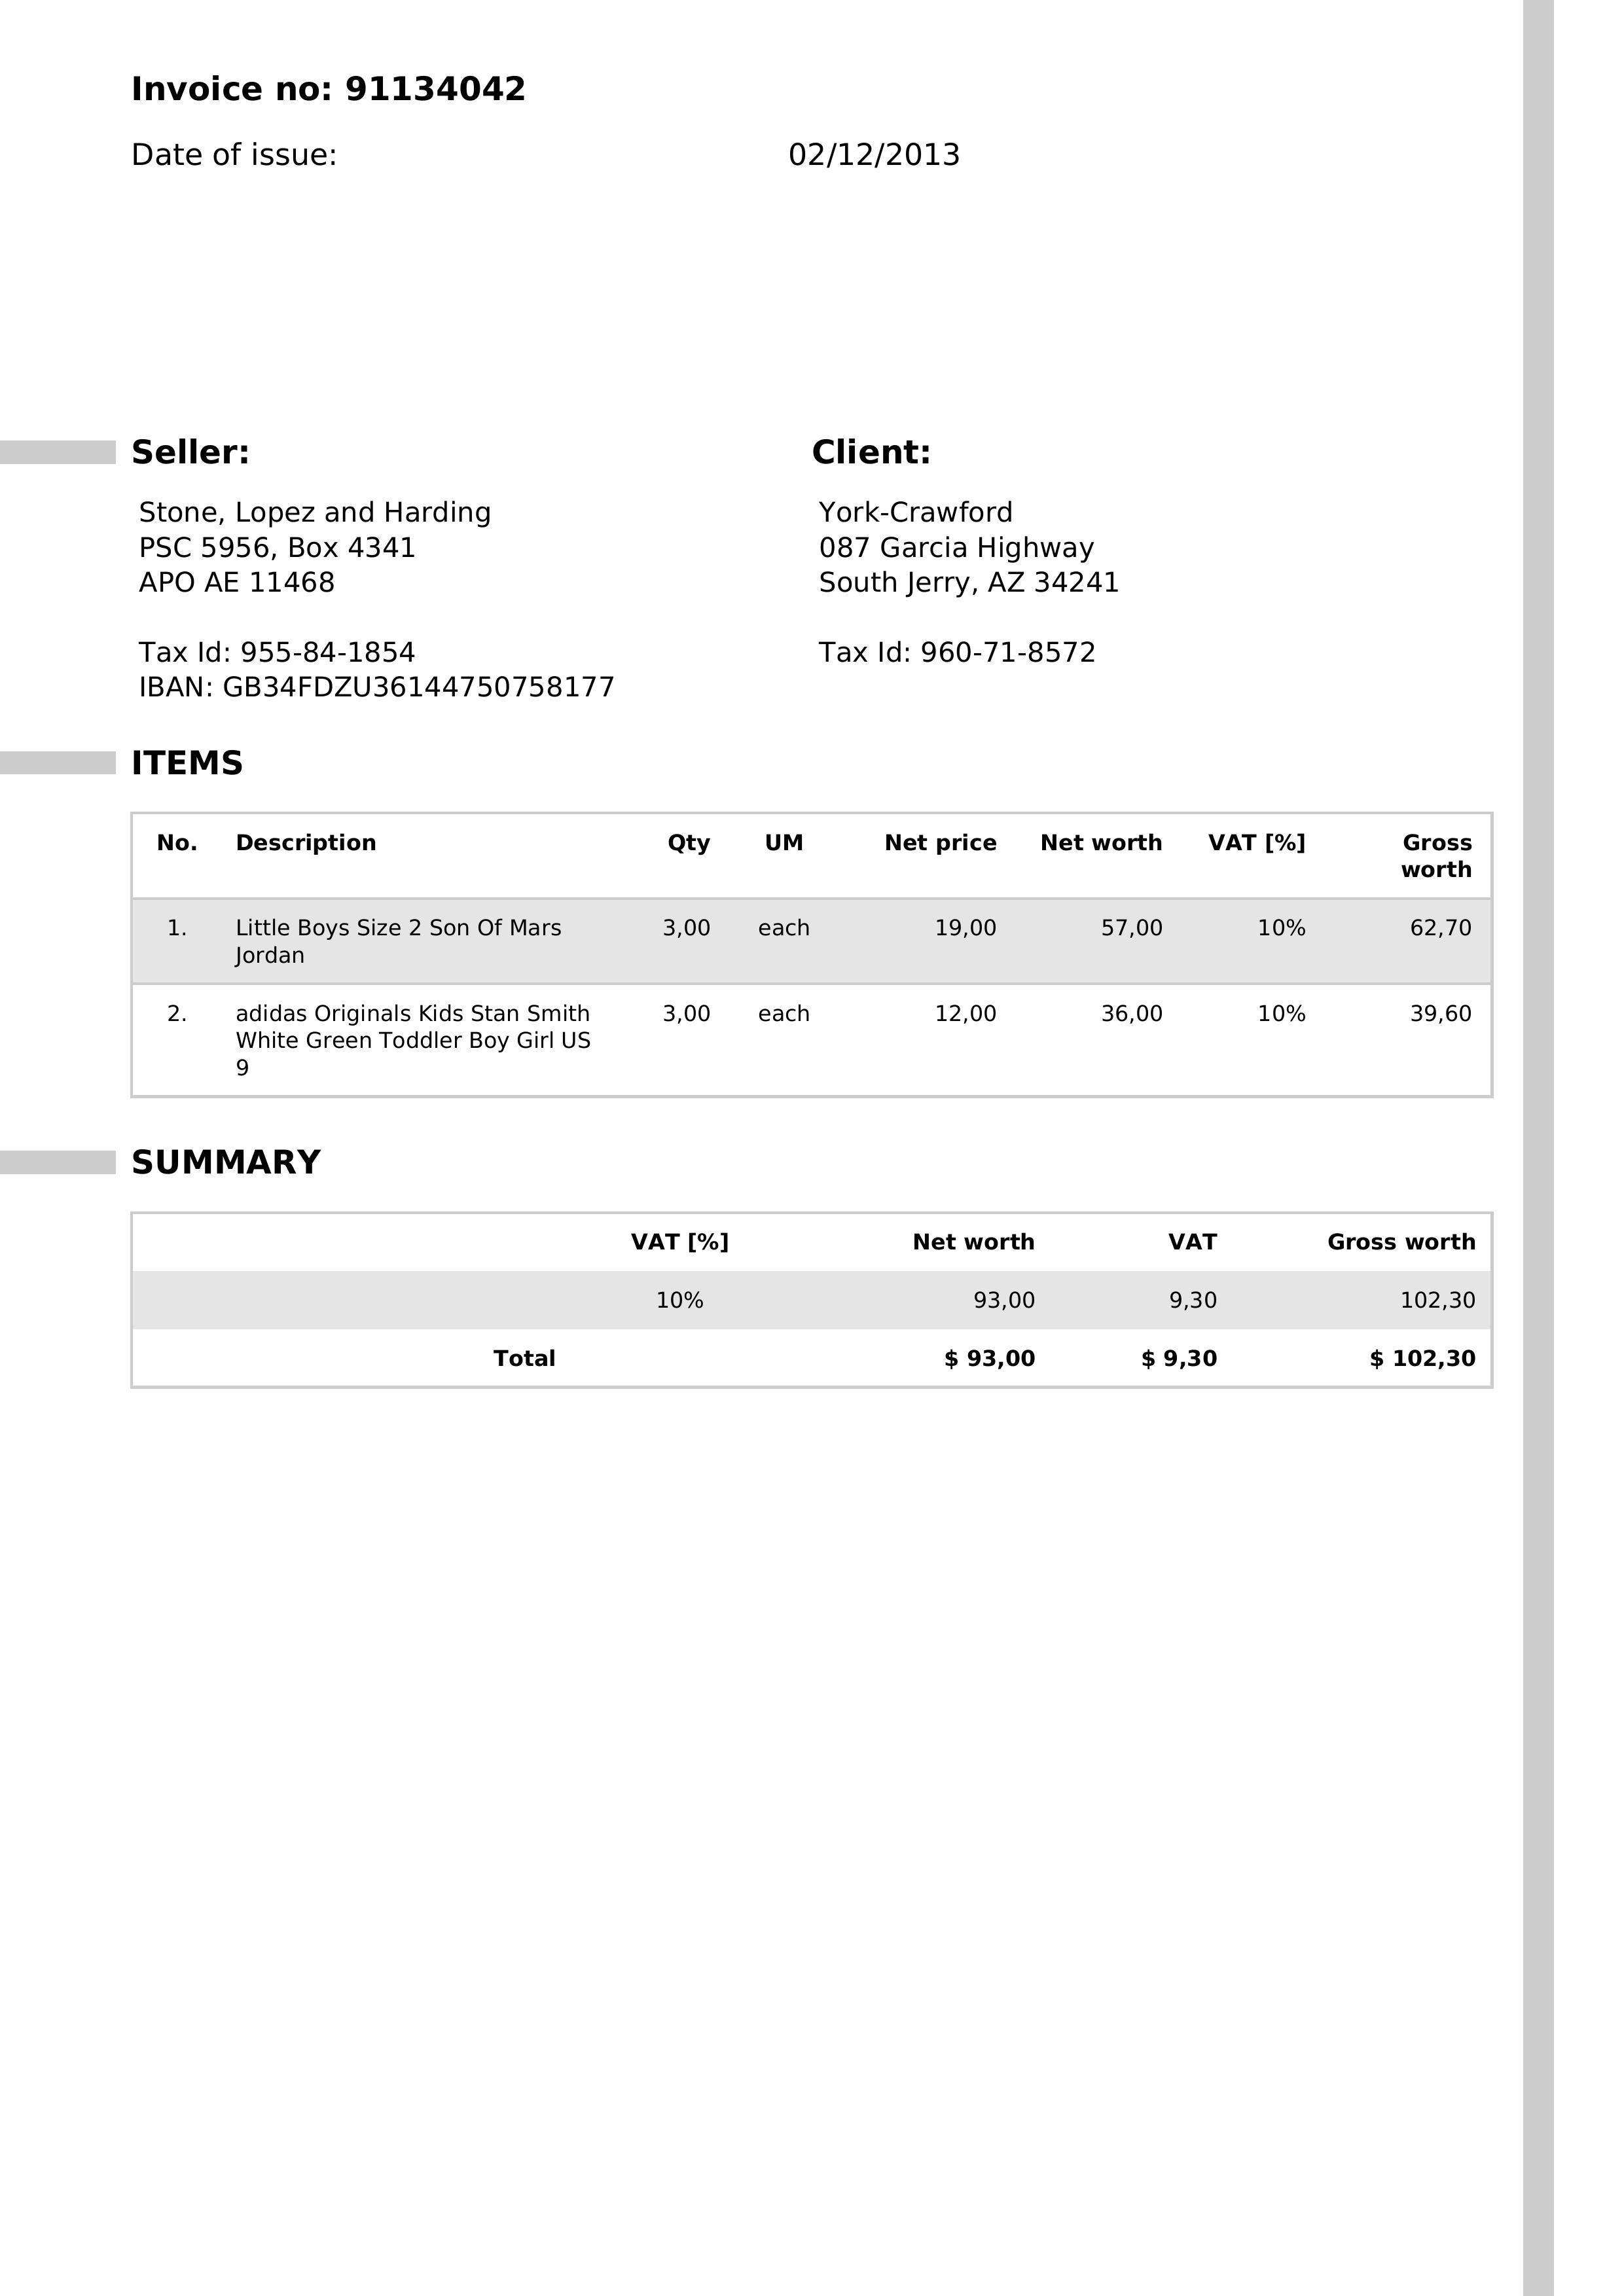 Invoice no: 91134042
Date of issue: 02/12/2013
Seller:
Stone, Lopez and Harding
PSC 5956, Box 4341
APO AE 11468
Tax Id: 955-84-1854
IBAN: GB34FDZU36144750758177
Client:
York-Crawford
087 Garcia Highway
South Jerry, AZ 34241
Tax Id: 960-71-8572
ITEMS
No. Description Qty UM Net price Net worth VAT [%] Gross
worth
1. Little Boys Size 2 Son Of Mars 3,00 each 19,00 57,00 10% 62,70
Jordan
2. adidas Originals Kids Stan Smith 3,00 each 12,00 36,00 10% 39,60
White Green Toddler Boy Girl US
9
SUMMARY
VAT [%] Net worth VAT Gross worth
10% 93,00 9,30 102,30
Total $ 93,00 $ 9,30 $ 102,30